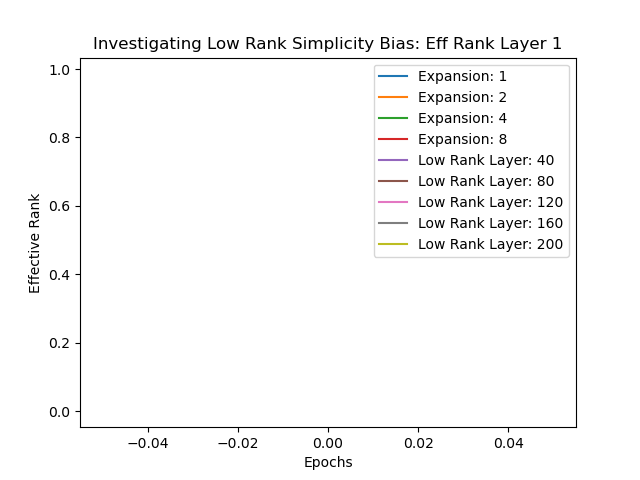 Investigating Low Rank Simplicity Bias: Eff Rank Layer 1
1.0
0.8
0.6
0.4
0.2
0.0
Effective Rank
Expansion: 1
Expansion: 2
Expansion: 4
Expansion: 8
Low Rank Layer: 40
Low Rank Layer: 80
Low Rank Layer: 120
Low Rank Layer: 160
Low Rank Layer: 200
−0.04 −0.02 0.00 0.02 0.04
Epochs